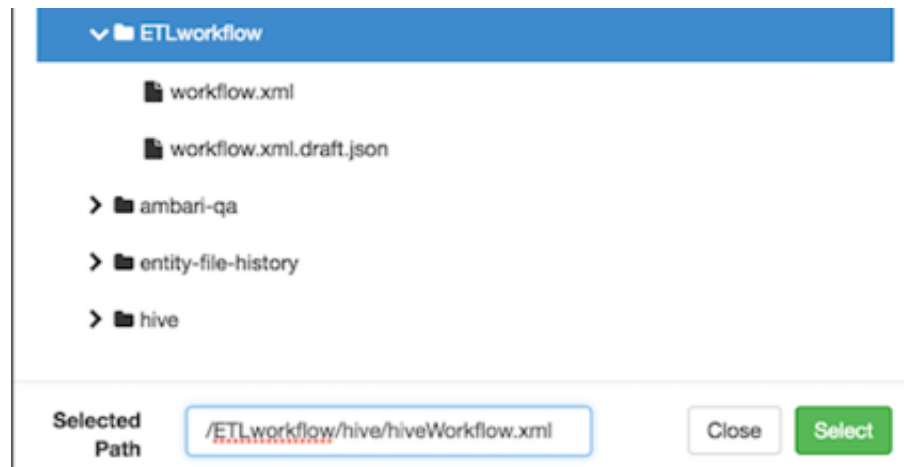 ETLworkflow
workflow.xml
workflow.xml.draft.json
ambari-qa
entity-file-history
hive
Selected
Path
/ETLworkflow/hive/hiveWorkflow.xml
Close
Select